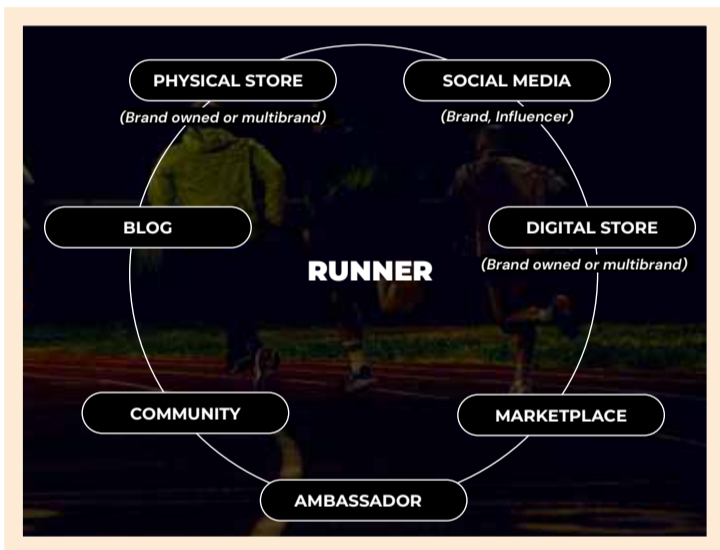 PHYSICAL STORE
(Brand owned or multibrand)
SOCIAL MEDIA
(Brand, Influencer)
BLOG
DIGITAL STORE
(Brand owned or multibrand)
RUNNER
COMMUNITY
MARKETPLACE
AMBASSADOR